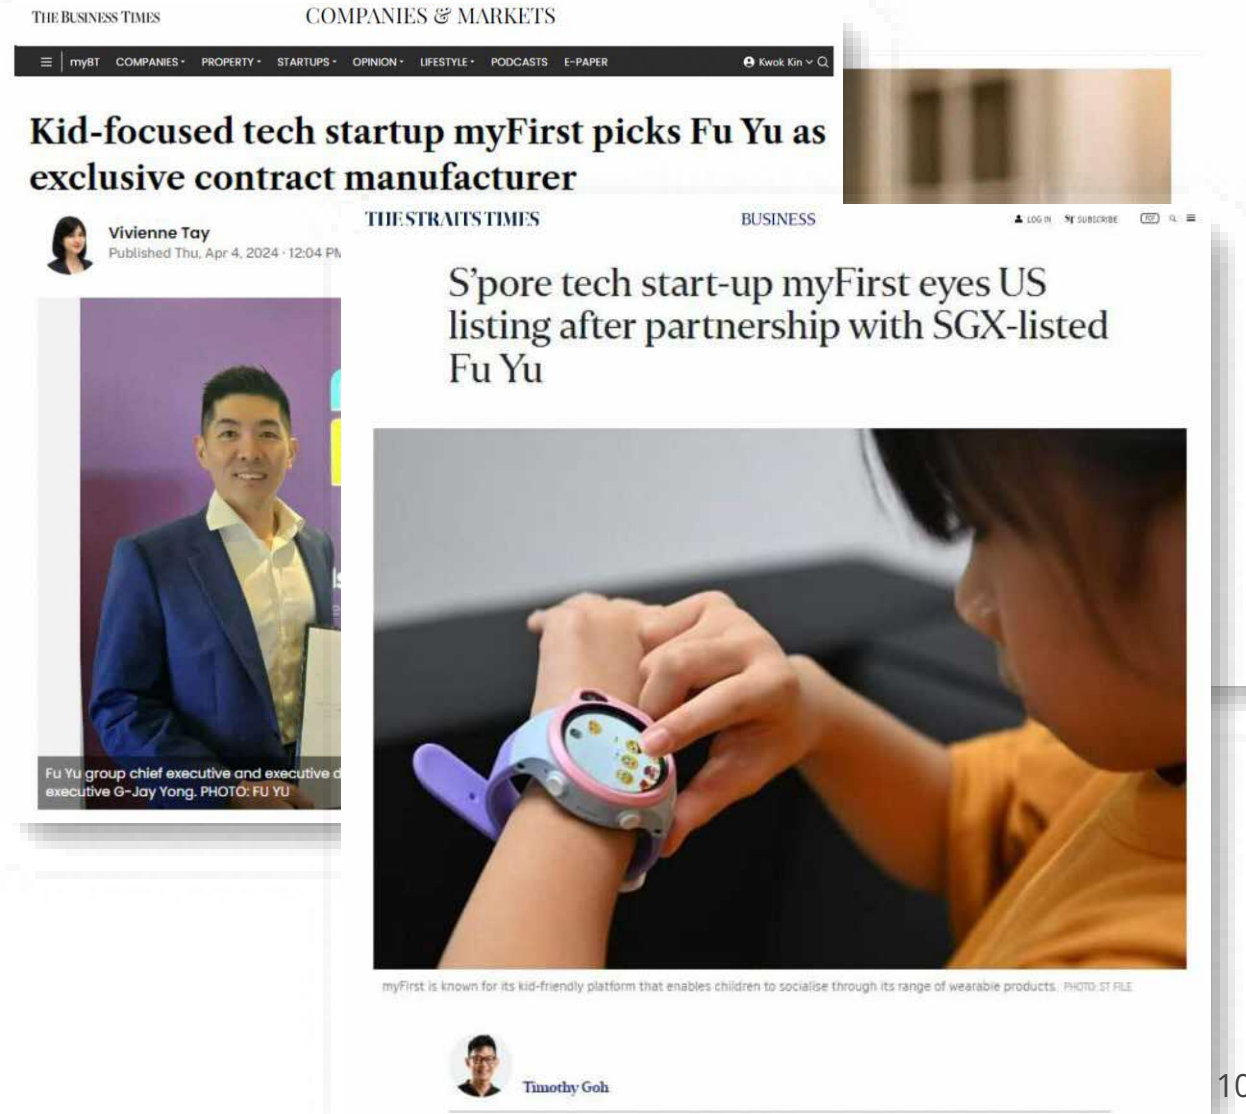 THE BUSINESS TIMES
COMPANIES & MARKETS
myBT COMPANIES PROPERTY STARTUPS OPINION LIFESTYLE PODCASTS E-PAPER Kwok Kin
Kid-focused tech startup myFirst picks Fu Yu as
exclusive contract manufacturer
Vivienne Tay
Published Thu, Apr 4, 2024 · 12:04 PM
Fu Yu group chief executive and executive d
executive G-Jay Yong. PHOTO: FU YU
THE STRAITS TIMES
BUSINESS
LOG IN ST SUBSCRIBE PDF
S'pore tech start-up myFirst eyes US
listing after partnership with SGX-listed
Fu Yu
myFirst is known for its kid-friendly platform that enables children to socialise through its range of wearable products. PHOTO: ST FILE
Timothy Goh
10